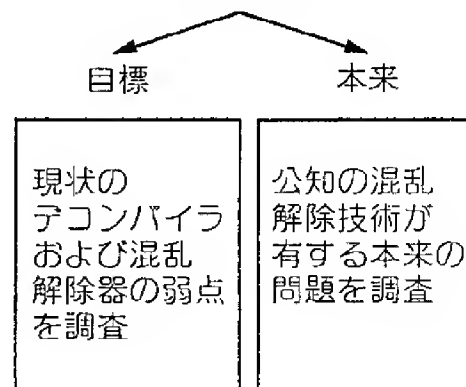 目標
本来
現状の
デコンパイラ
および混乱
解除器の弱点
を調査
公知の混乱
解除技術が
有する本来の
問題を調査